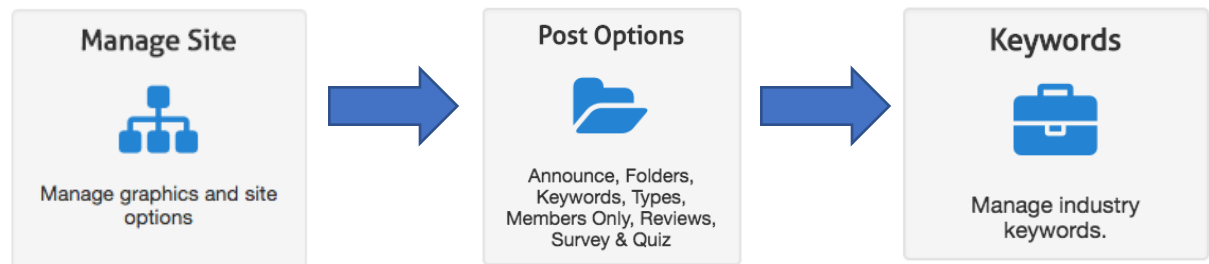 Manage Site
Manage graphics and site
options
Post Options
Announce, Folders,
Keywords, Types,
Members Only, Reviews,
Survey & Quiz
Keywords
Manage industry
keywords.